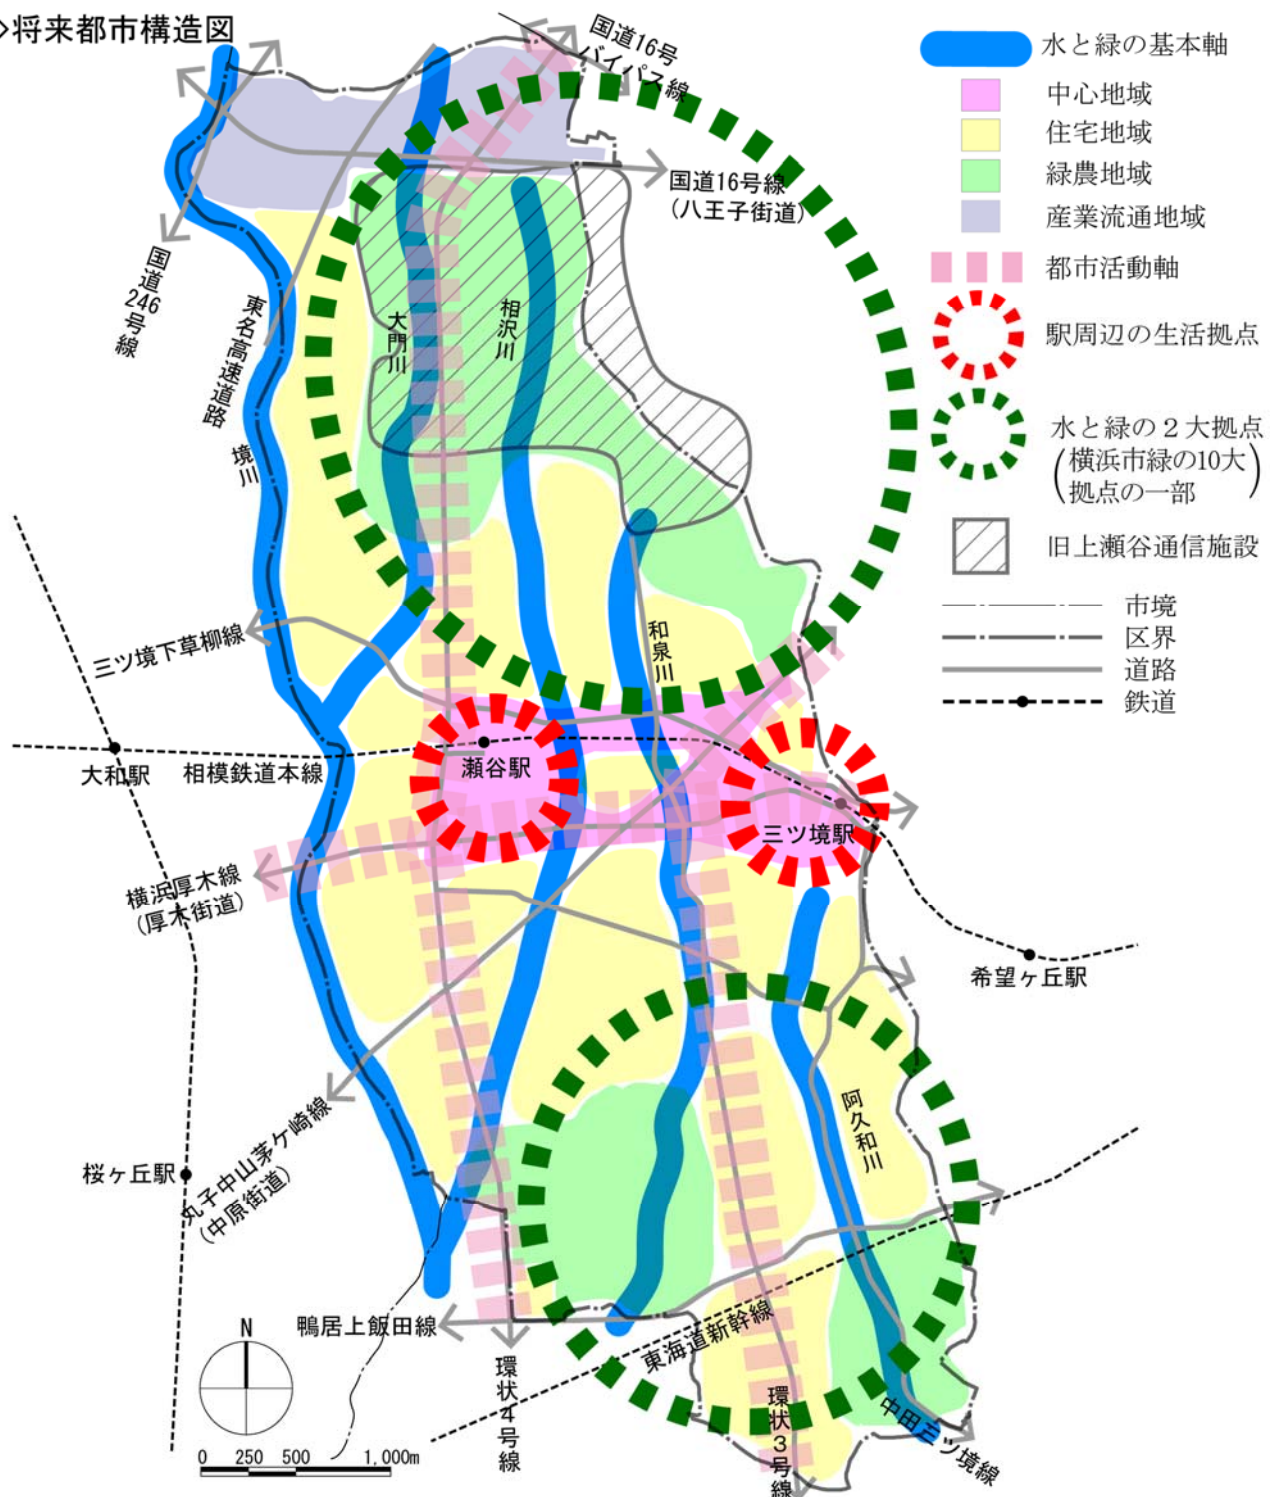 >将来都市構造図
国道16号
バイパス線
水と緑の基本軸
中心地域
住宅地域
緑農地域
産業流通地域
都市活動軸
駅周辺の生活拠点
水と緑の2大拠点
(横浜市緑の10大
拠点の一部)
旧上瀬谷通信施設
市境
区界
道路
鉄道
国道16号線
(八王子街道)
国道246号線
東名高速道路
境川
大門川
相沢川
和泉川
三ツ境下草柳線
大和駅
相模鉄道本線
瀬谷駅
三ツ境駅
横浜厚木線
(厚木街道)
希望ヶ丘駅
阿久和川
桜ヶ丘駅
丸子中山茅ケ崎線
(中原街道)
鴨居上飯田線
東海道新幹線
環状4号線
環状3号線
中田三ツ境線
N
0 250 500 1,000m